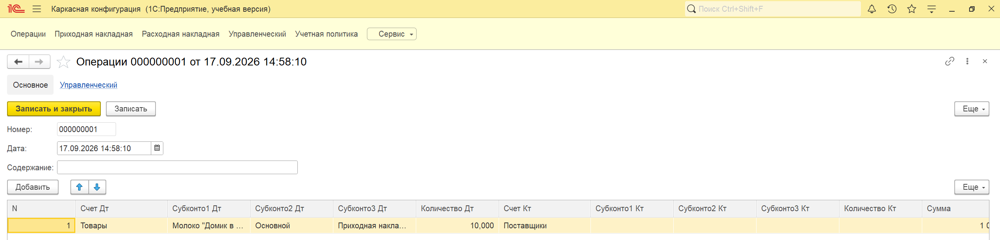 1С Каркасная конфигурация (1С:Предприятие, учебная версия) Поиск Ctrl+Shift+F
Операции Приходная накладная Расходная накладная Управленческий Учетная политика Сервис
Операции 000000001 от 17.09.2026 14:58:10
Основное Управленческий
Записать и закрыть Записать Еще
Номер: 000000001
Дата: 17.09.2026 14:58:10
Содержание:
Добавить Еще
N Счет Дт Субконто1 Дт Субконто2 Дт Субконто3 Дт Количество Дт Счет Кт Субконто1 Кт Субконто2 Кт Субконто3 Кт Количество Кт Сумма
1 Товары Молоко "Домик в ... Основной Приходная накла... 10,000 Поставщики 1 0